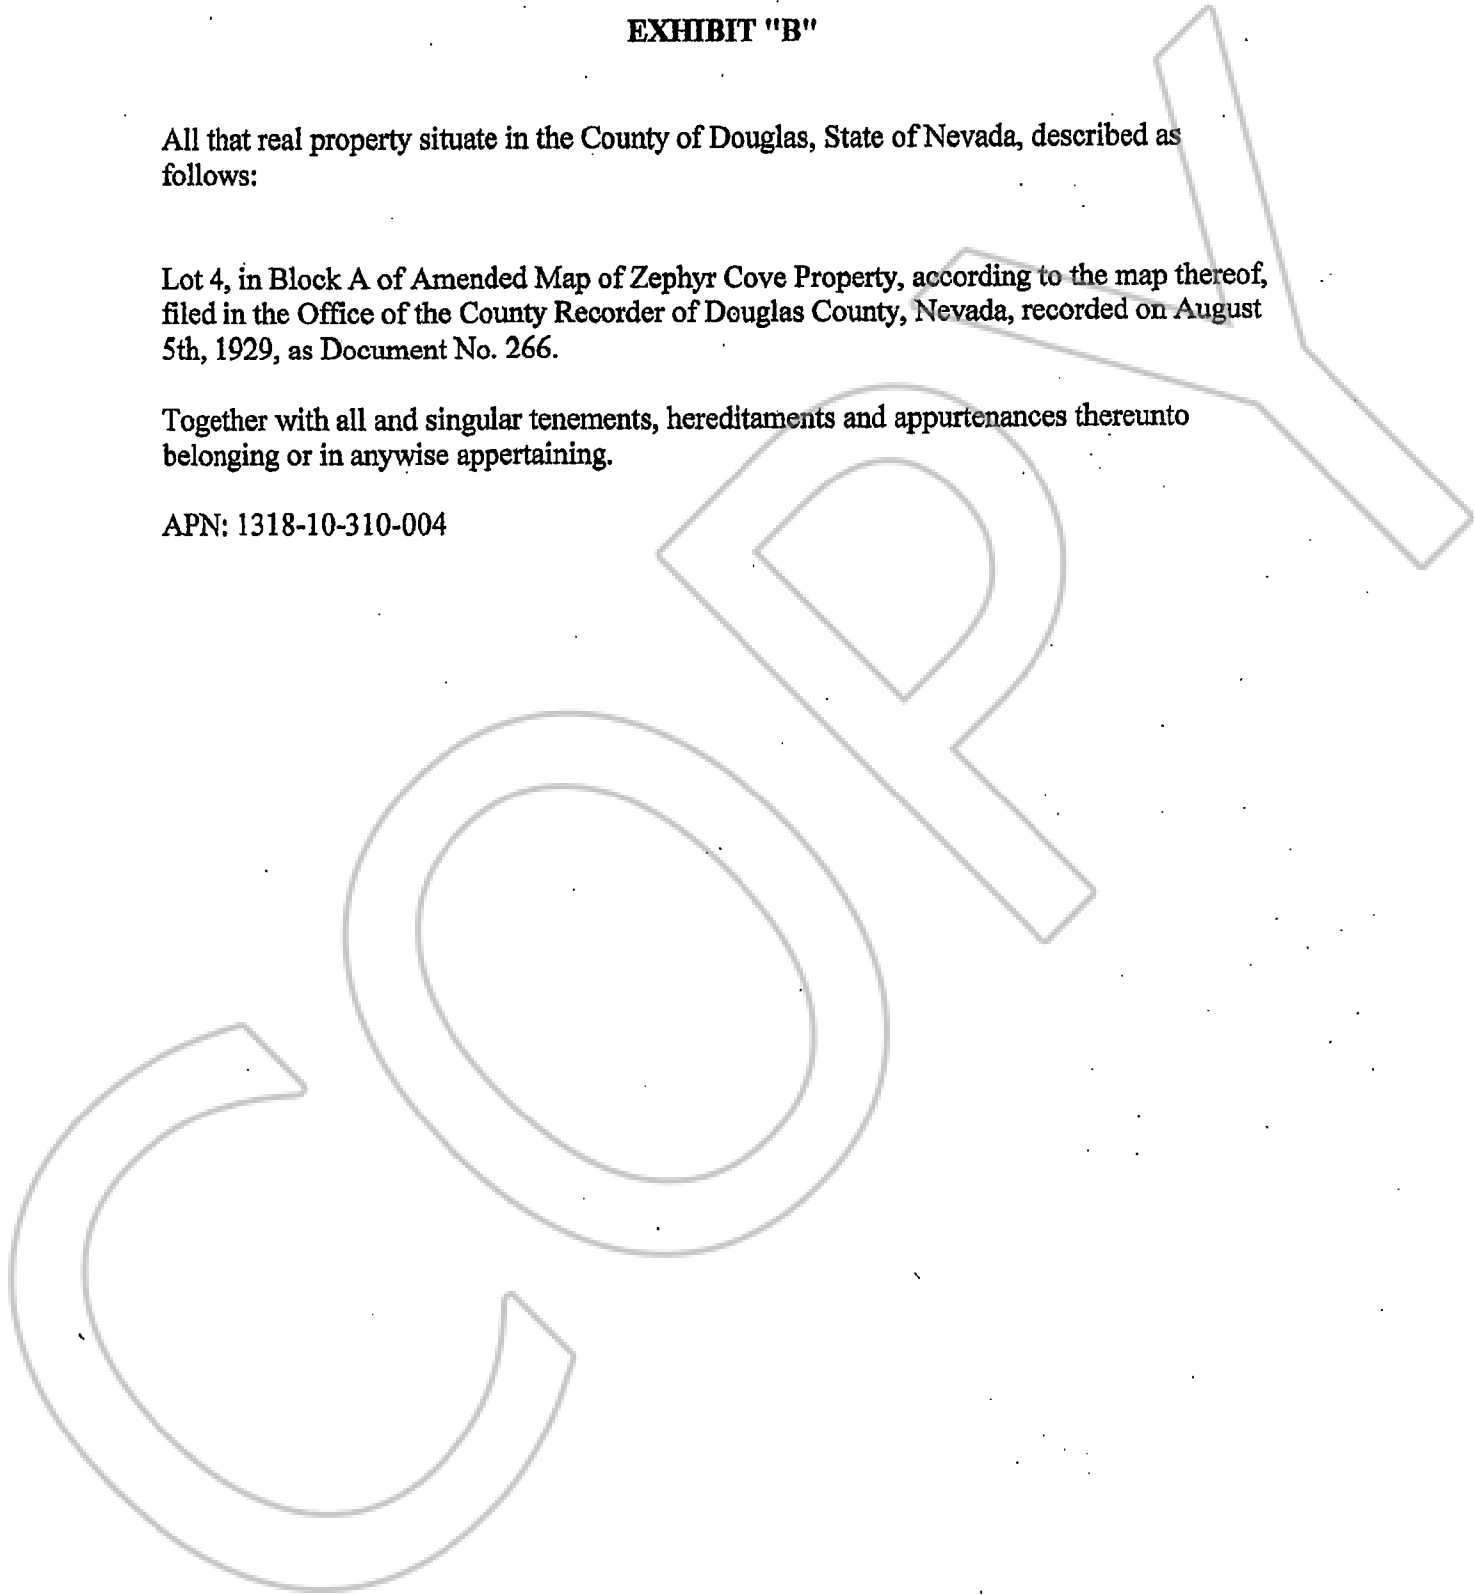 EXHIBIT "B"
All that real property situate in the County of Douglas, State of Nevada, described as
follows:
Lot 4, in Block A of Amended Map of Zephyr Cove Property, according to the map thereof,
filed in the Office of the County Recorder of Douglas County, Nevada, recorded on August
5th, 1929, as Document No. 266.
Together with all and singular tenements, hereditaments and appurtenances thereunto
belonging or in anywise appertaining.
APN: 1318-10-310-004
COPY